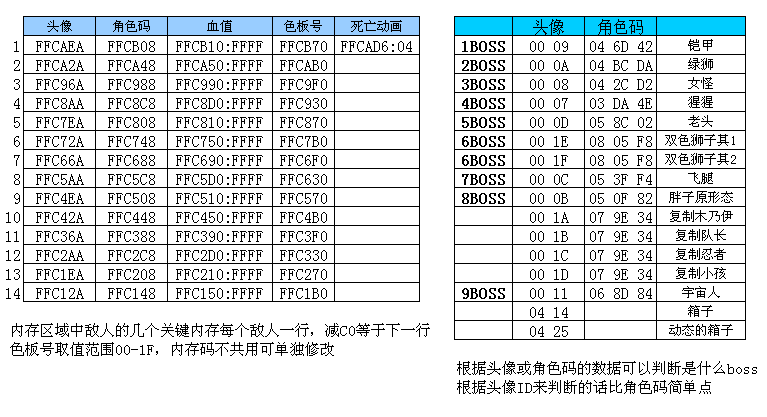 头像 角色码 血值 色板号 死亡动画
1 FFCAEA FFCB08 FFCB10:FFFF FFCB70 FFCAD6:04
2 FFCA2A FFCA48 FFCA50:FFFF FFCAB0
3 FFC96A FFC988 FFC990:FFFF FFC9F0
4 FFC8AA FFC8C8 FFC8D0:FFFF FFC930
5 FFC7EA FFC808 FFC810:FFFF FFC870
6 FFC72A FFC748 FFC750:FFFF FFC7B0
7 FFC66A FFC688 FFC690:FFFF FFC6F0
8 FFC5AA FFC5C8 FFC5D0:FFFF FFC630
9 FFC4EA FFC508 FFC510:FFFF FFC570
10 FFC42A FFC448 FFC450:FFFF FFC4B0
11 FFC36A FFC388 FFC390:FFFF FFC3F0
12 FFC2AA FFC2C8 FFC2D0:FFFF FFC330
13 FFC1EA FFC208 FFC210:FFFF FFC270
14 FFC12A FFC148 FFC150:FFFF FFC1B0
内存区域中敌人的几个关键内存每个敌人一行，减C0等于下一行
色板号取值范围00-1F，内存码不共用可单独修改
头像 角色码
1BOSS 00 09 04 6D 42 铠甲
2BOSS 00 0A 04 BC DA 绿狮
3BOSS 00 08 04 2C D2 女怪
4BOSS 00 07 03 DA 4E 猩猩
5BOSS 00 0D 05 8C 02 老头
6BOSS 00 1E 08 05 F8 双色狮子其1
6BOSS 00 1F 08 05 F8 双色狮子其2
7BOSS 00 0C 05 3F F4 飞腿
8BOSS 00 0B 05 0F 82 胖子原形态
00 1A 07 9E 34 复制木乃伊
00 1B 07 9E 34 复制队长
00 1C 07 9E 34 复制忍者
00 1D 07 9E 34 复制小孩
9BOSS 00 11 06 8D 84 宇宙人
04 14 箱子
04 25 动态的箱子
根据头像或角色码的数据可以判断是什么boss
根据头像ID来判断的话比角色码简单点